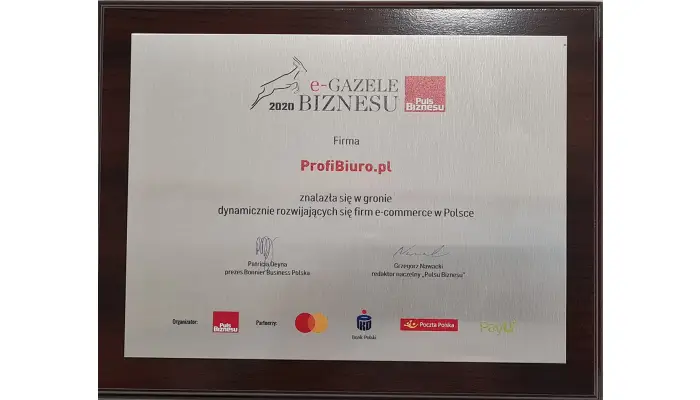 e-GAZELE
2020 BIZNESU
Puls
Biznesu
Firma
ProfiBiuro.pl
znalazła się w gronie
dynamicznie rozwijających się firm e-commerce w Polsce
Patrycja Deyna
prezes Bonnier Business Polska
Grzegorz Nawacki
redaktor naczelny „Pulsu Biznesu”
Organizator:
Puls
Biznesu
Partnerzy:
Bank Polski
Poczta Polska
PayU